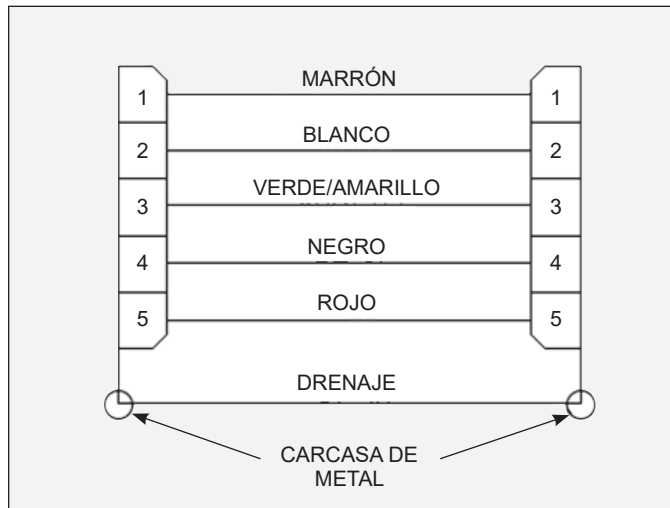 MARRÓN
1 1
BLANCO
2 2
VERDE/AMARILLO
3 3
NEGRO
4 4
ROJO
5 5
DRENAJE
CARCASA DE
METAL